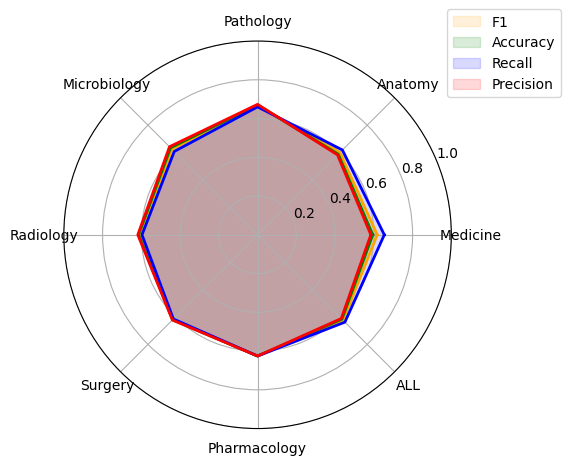 F1
Accuracy
Recall
Precision
Pathology
Microbiology
Anatomy
1.0
0.8
0.6
0.4
0.2
Radiology
Medicine
Surgery
ALL
Pharmacology